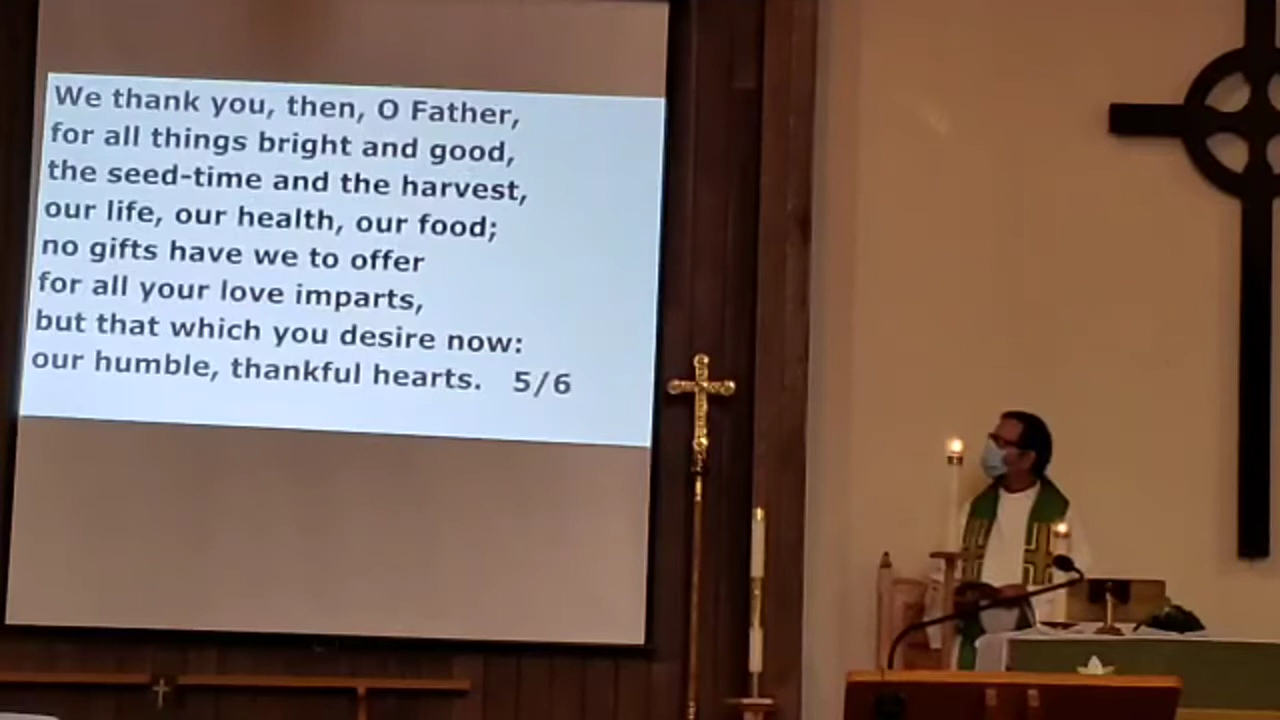 We thank you, then, O Father,
for all things bright and good,
the seed-time and the harvest,
our life, our health, our food;
no gifts have we to offer
for all your love imparts,
but that which you desire now:
our humble, thankful hearts. 5/6